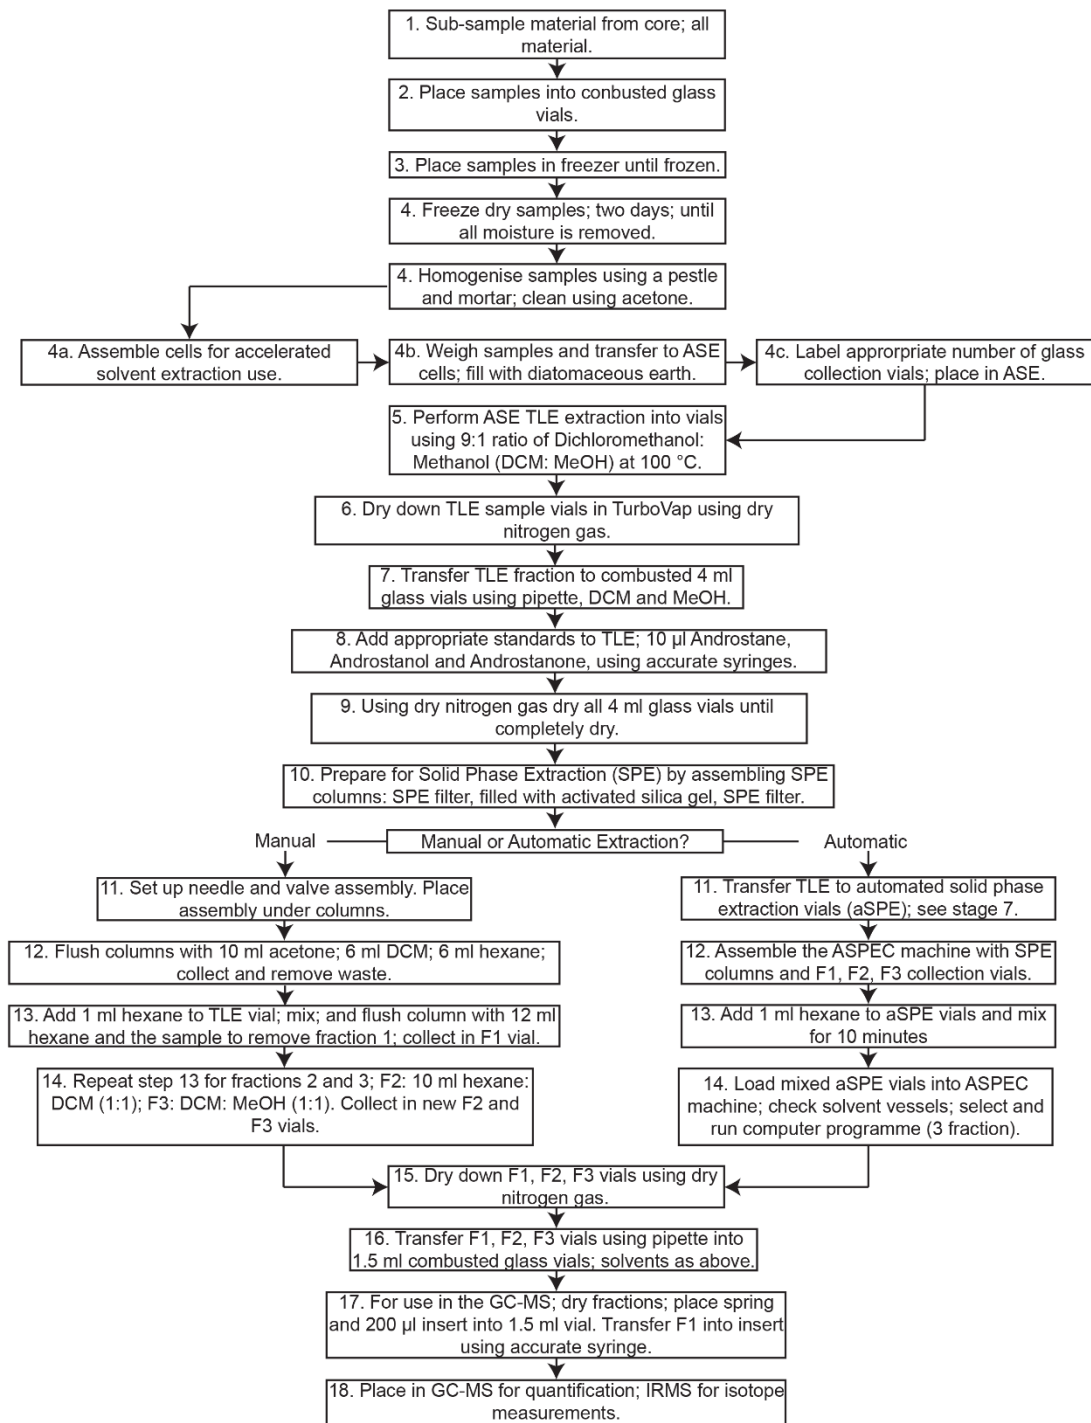 1. Sub-sample material from core; all
material.
2. Place samples into conbusted glass
vials.
3. Place samples in freezer until frozen.
4. Freeze dry samples; two days; until
all moisture is removed.
4. Homogenise samples using a pestle
and mortar; clean using acetone.
4a. Assemble cells for accelerated
solvent extraction use.
4b. Weigh samples and transfer to ASE
cells; fill with diatomaceous earth.
4c. Label approrpriate number of glass
collection vials; place in ASE.
5. Perform ASE TLE extraction into vials
using 9:1 ratio of Dichloromethanol:
Methanol (DCM: MeOH) at 100 °C.
6. Dry down TLE sample vials in TurboVap using dry
nitrogen gas.
7. Transfer TLE fraction to combusted 4 ml
glass vials using pipette, DCM and MeOH.
8. Add appropriate standards to TLE; 10 µl Androstane,
Androstanol and Androstanone, using accurate syringes.
9. Using dry nitrogen gas dry all 4 ml glass vials until
completely dry.
10. Prepare for Solid Phase Extraction (SPE) by assembling SPE
columns: SPE filter, filled with activated silica gel, SPE filter.
Manual
Manual or Automatic Extraction?
Automatic
11. Set up needle and valve assembly. Place
assembly under columns.
12. Flush columns with 10 ml acetone; 6 ml DCM; 6 ml hexane;
collect and remove waste.
13. Add 1 ml hexane to TLE vial; mix; and flush column with 12 ml
hexane and the sample to remove fraction 1; collect in F1 vial.
14. Repeat step 13 for fractions 2 and 3; F2: 10 ml hexane:
DCM (1:1); F3: DCM: MeOH (1:1). Collect in new F2 and
F3 vials.
11. Transfer TLE to automated solid phase
extraction vials (aSPE); see stage 7.
12. Assemble the ASPEC machine with SPE
columns and F1, F2, F3 collection vials.
13. Add 1 ml hexane to aSPE vials and mix
for 10 minutes
14. Load mixed aSPE vials into ASPEC
machine; check solvent vessels; select and
run computer programme (3 fraction).
15. Dry down F1, F2, F3 vials using dry
nitrogen gas.
16. Transfer F1, F2, F3 vials using pipette into
1.5 ml combusted glass vials; solvents as above.
17. For use in the GC-MS; dry fractions; place spring
and 200 µl insert into 1.5 ml vial. Transfer F1 into insert
using accurate syringe.
18. Place in GC-MS for quantification; IRMS for isotope
measurements.